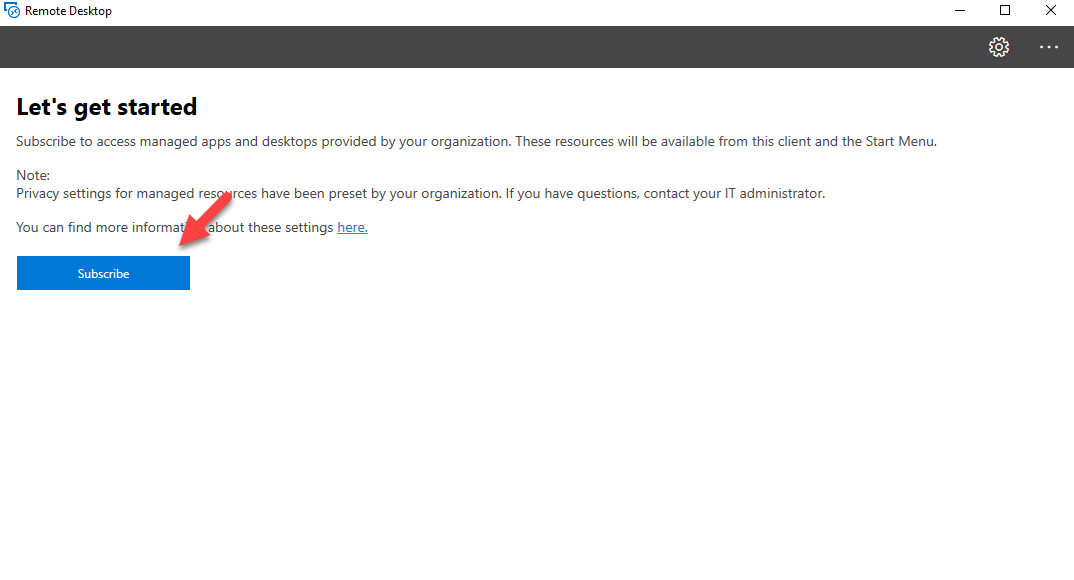 Remote Desktop
Let's get started
Subscribe to access managed apps and desktops provided by your organization. These resources will be available from this client and the Start Menu.
Note:
Privacy settings for managed resources have been preset by your organization. If you have questions, contact your IT administrator.
You can find more information about these settings here.
Subscribe